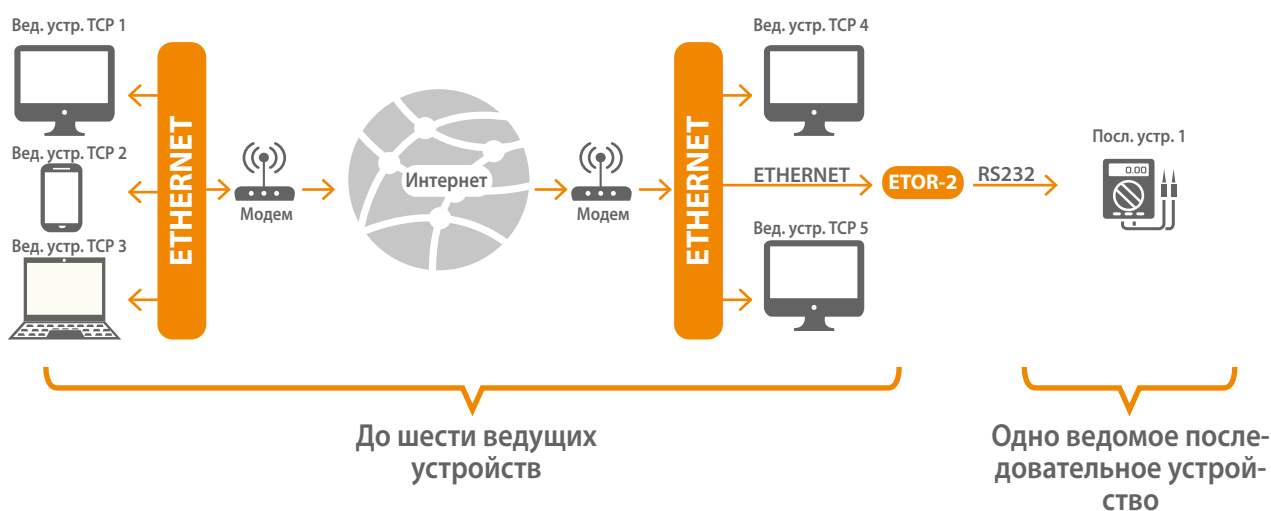 Вед. устр. TCP 1
Вед. устр. TCP 4
Вед. устр. TCP 2
Вед. устр. TCP 3
ETHERNET
Модем
Интернет
Модем
ETHERNET
ETHERNET
ETOR-2
RS232
Посл. устр. 1
0.00
Вед. устр. TCP 5
До шести ведущих
устройств
Одно ведомое после-
довательное устрой-
ство